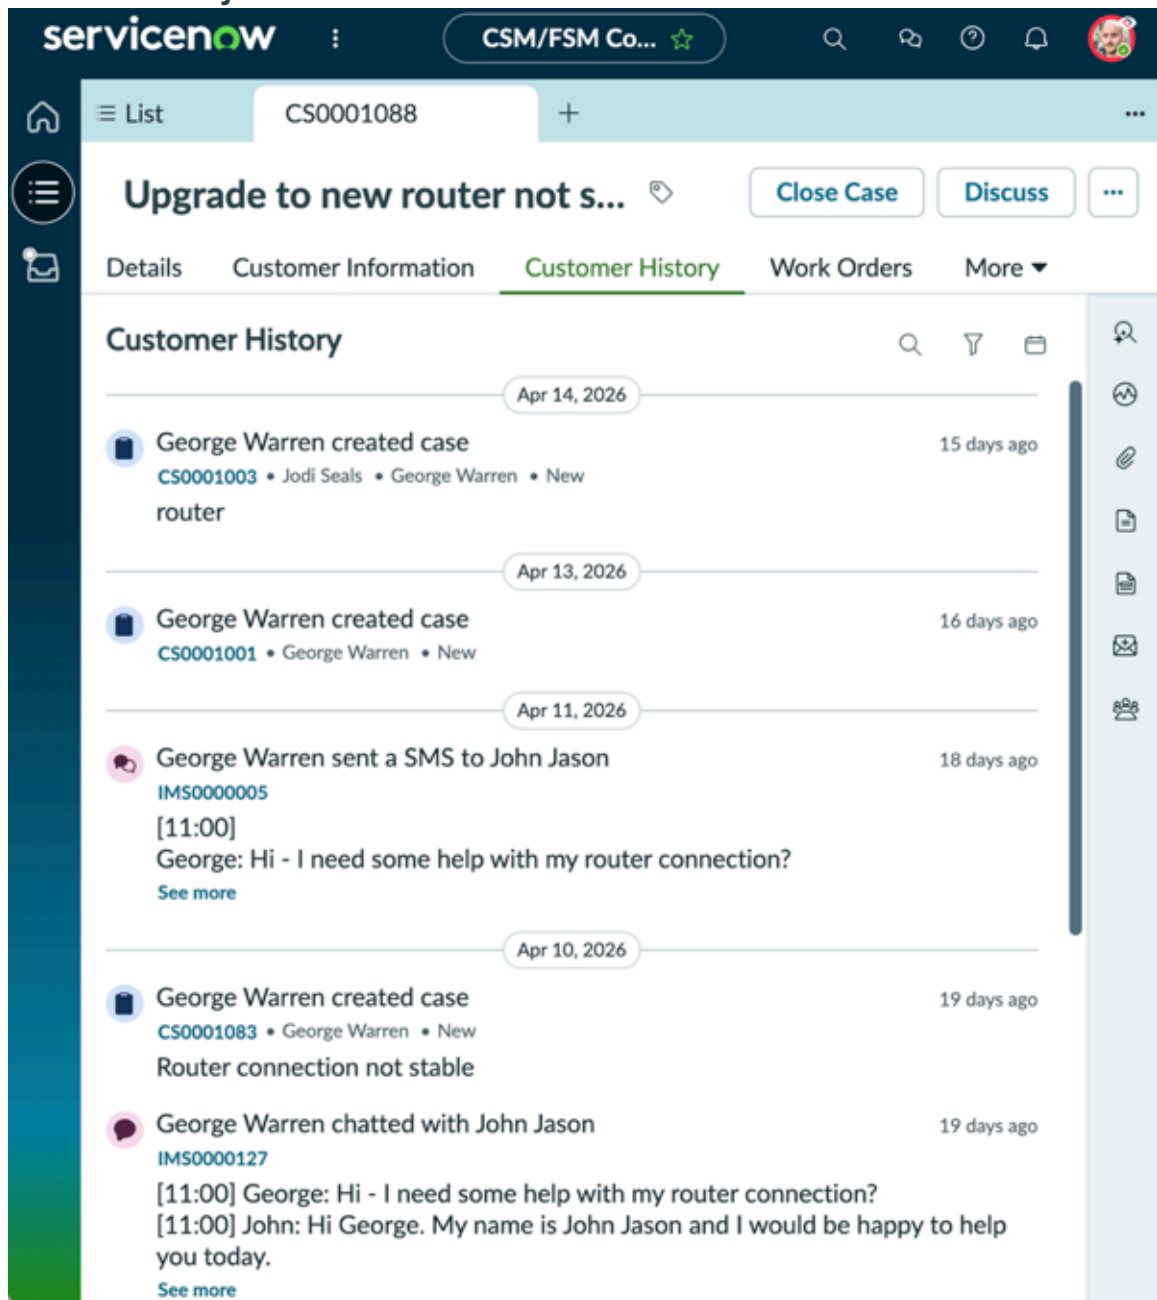 servicenow
CSM/FSM Co...
List
CS0001088
Upgrade to new router not s...
Close Case
Discuss
Details
Customer Information
Customer History
Work Orders
More
Customer History
Apr 14, 2026
George Warren created case
15 days ago
CS0001003 • Jodi Seals • George Warren • New
router
Apr 13, 2026
George Warren created case
16 days ago
CS0001001 • George Warren • New
Apr 11, 2026
George Warren sent a SMS to John Jason
18 days ago
IMS0000005
[11:00]
George: Hi - I need some help with my router connection?
See more
Apr 10, 2026
George Warren created case
19 days ago
CS0001083 • George Warren • New
Router connection not stable
George Warren chatted with John Jason
19 days ago
IMS0000127
[11:00] George: Hi - I need some help with my router connection?
[11:00] John: Hi George. My name is John Jason and I would be happy to help
you today.
See more